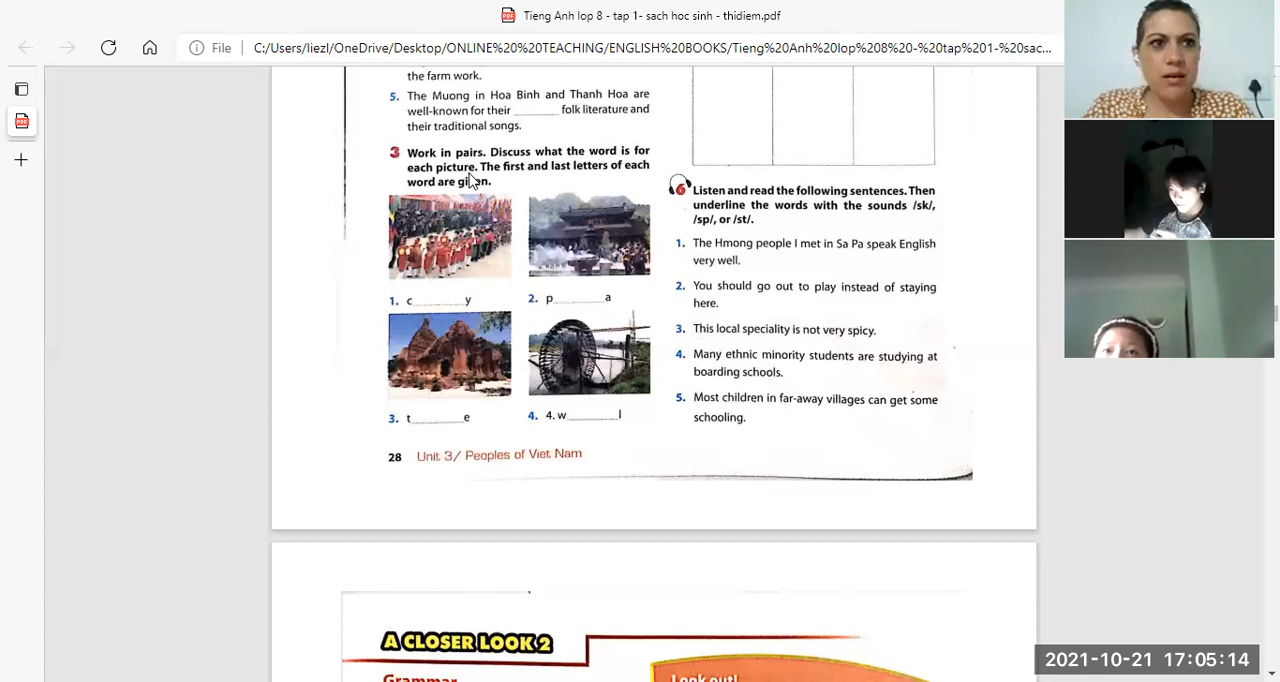 Tieng Anh lop 8 - tap 1- sach hoc sinh - thidiem.pdf
File C:/Users/liezl/OneDrive/Desktop/ONLINE%20%20TEACHING/ENGLISH%20BOOKS/Tieng%20Anh%20lop%208%20-%20tap%201-%20sac...
the farm work.
5. The Muong in Hoa Binh and Thanh Hoa are
well-known for their ________ folk literature and
their traditional songs.
3 Work in pairs. Discuss what the word is for
each picture. The first and last letters of each
word are given.
1. c__________y
2. p__________a
3. t__________e
4. 4. w__________l
28 Unit 3/ Peoples of Viet Nam
6 Listen and read the following sentences. Then
underline the words with the sounds /sk/,
/sp/, or /st/.
1. The Hmong people I met in Sa Pa speak English
very well.
2. You should go out to play instead of staying
here.
3. This local speciality is not very spicy.
4. Many ethnic minority students are studying at
boarding schools.
5. Most children in far-away villages can get some
schooling.
A CLOSER LOOK 2
Grammar
Look out!
2021-10-21 17:05:14